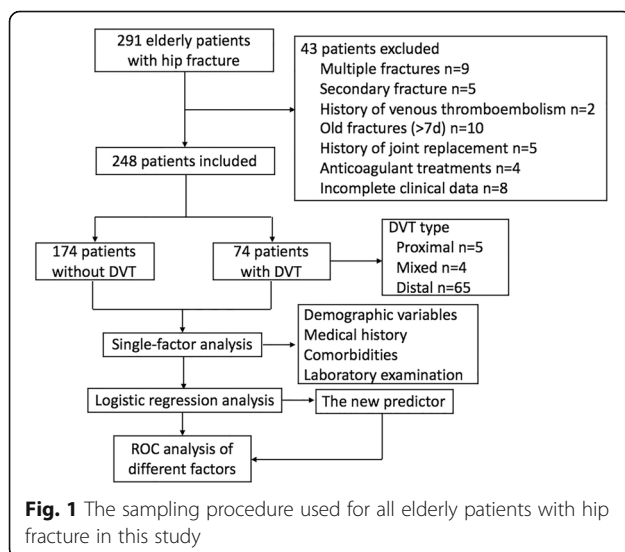 291 elderly patients
with hip fracture
43 patients excluded
Multiple fractures n=9
Secondary fracture n=5
History of venous thromboembolism n=2
Old fractures (>7d) n=10
History of joint replacement n=5
Anticoagulant treatments n=4
Incomplete clinical data n=8
248 patients included
174 patients
without DVT
74 patients
with DVT
DVT type
Proximal n=5
Mixed n=4
Distal n=65
Single-factor analysis
Demographic variables
Medical history
Comorbidities
Laboratory examination
Logistic regression analysis
The new predictor
ROC analysis of
different factors
Fig. 1 The sampling procedure used for all elderly patients with hip
fracture in this study